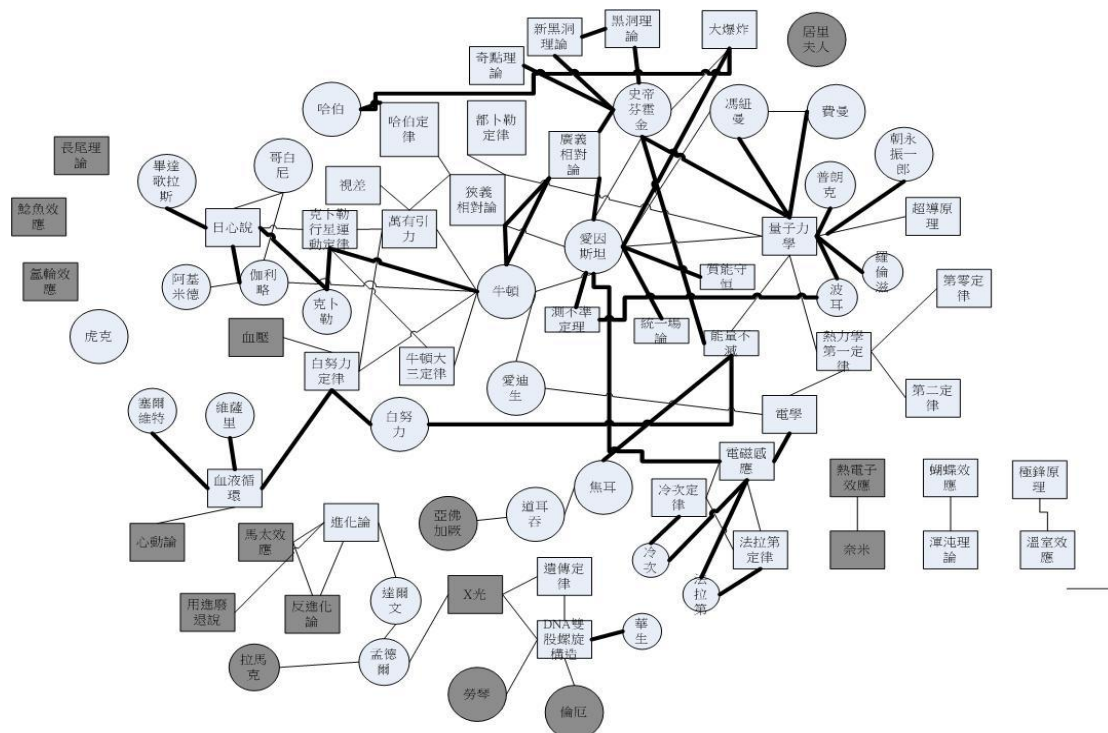 新黑洞
理論
黑洞理
論
大爆炸
居里
夫人
奇點理
論
哈伯
史帝
芬霍
金
馮紐
曼
費曼
哈伯定
律
都卜勒
定律
長尾理
論
畢達
歌拉
斯
哥白
尼
廣義
相對
論
朝永
振一
郎
普朗
克
視差
狹義
相對論
鯰魚效
應
日心說
克卜勒
行星運
動定律
萬有引
力
愛因
斯坦
量子力
學
超導原
理
氫輪效
應
阿基
米德
伽利
略
克卜
勒
牛頓
質能守
恒
波
耳
羅
倫
滋
第零定
律
虎克
血壓
測不準定理
統一場
論
能量不
滅
熱力學
第一定
律
白努力
定律
牛頓大
三定律
愛迪
生
第二定
律
塞爾
維特
維薩
里
白努
力
電學
血液循
環
電磁感
應
焦耳
冷次定
律
熱電子
效應
蝴蝶效
應
極鋒原
理
心動論
馬太效
應
進化論
亞佛
加厥
道耳
吞
冷
次
法拉第
定律
奈米
渾沌理
論
溫室效
應
用進廢
退說
反進化
論
達爾
文
X光
遺傳定
律
法
拉
第
拉馬
克
孟德
爾
DNA雙
股螺旋
構造
華
生
勞琴
倫厄